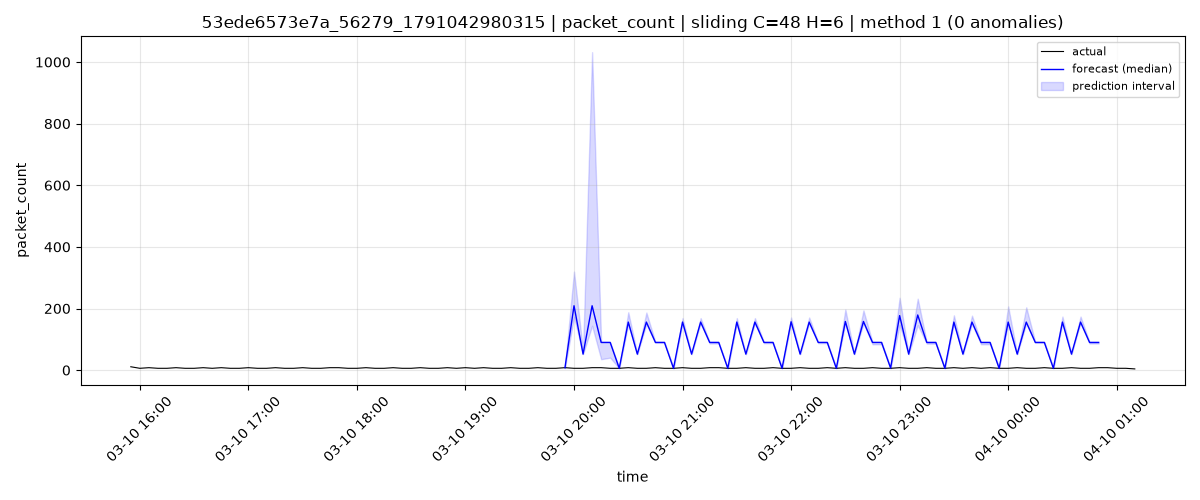 53ede6573e7a_56279_1791042980315 | packet_count | sliding C=48 H=6 | method 1 (0 anomalies)
actual
forecast (median)
prediction interval
packet_count
1000
800
600
400
200
0
03-10 16:00
03-10 17:00
03-10 18:00
03-10 19:00
03-10 20:00
03-10 21:00
03-10 22:00
03-10 23:00
04-10 00:00
04-10 01:00
time